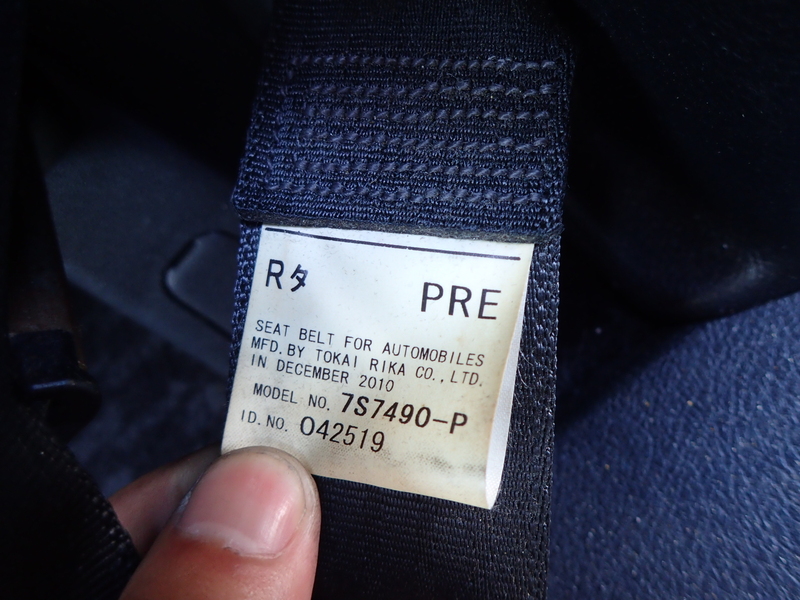 Rタ PRE
SEAT BELT FOR AUTOMOBILES
MFD. BY TOKAI RIKA CO., LTD.
IN DECEMBER 2010
MODEL NO. 7S7490-P
ID. NO. 042519